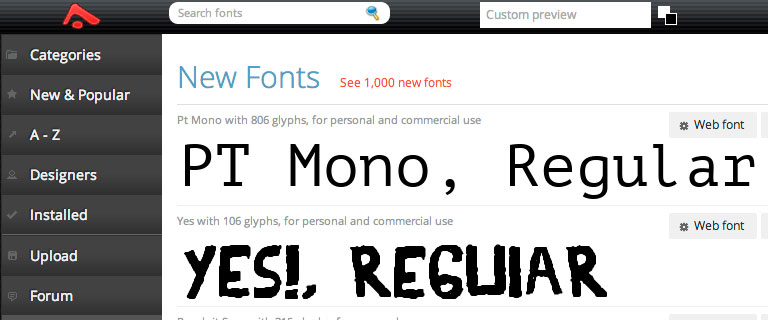 Search fonts
Custom preview
Categories
New & Popular
A - Z
Designers
Installed
Upload
Forum
New Fonts See 1,000 new fonts
Pt Mono with 806 glyphs, for personal and commercial use
Web font
PT Mono, Regular
Yes with 106 glyphs, for personal and commercial use
Web font
YES!, REGUlAR